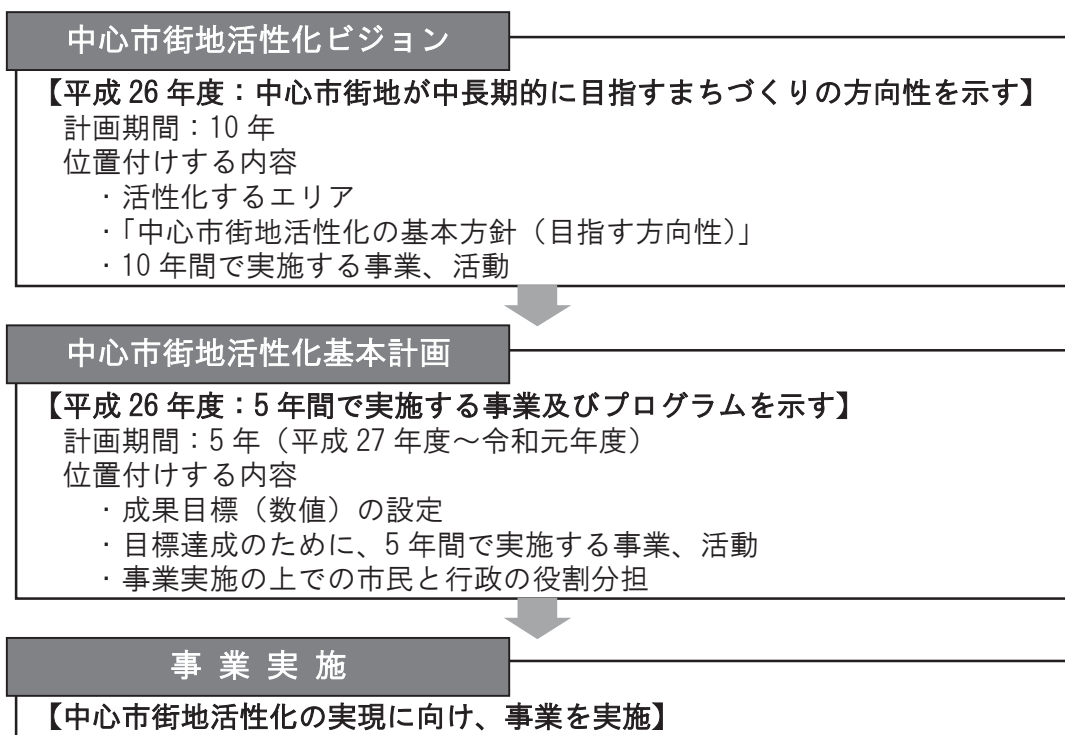 中心市街地活性化ビジョン
【平成26年度：中心市街地が中長期的に目指すまちづくりの方向性を示す】
計画期間：10年
位置付けする内容
・活性化するエリア
・「中心市街地活性化の基本方針（目指す方向性）」
・10年間で実施する事業、活動
中心市街地活性化基本計画
【平成26年度：5年間で実施する事業及びプログラムを示す】
計画期間：5年（平成27年度～令和元年度）
位置付けする内容
・成果目標（数値）の設定
・目標達成のために、5年間で実施する事業、活動
・事業実施の上での市民と行政の役割分担
事業実施
【中心市街地活性化の実現に向け、事業を実施】